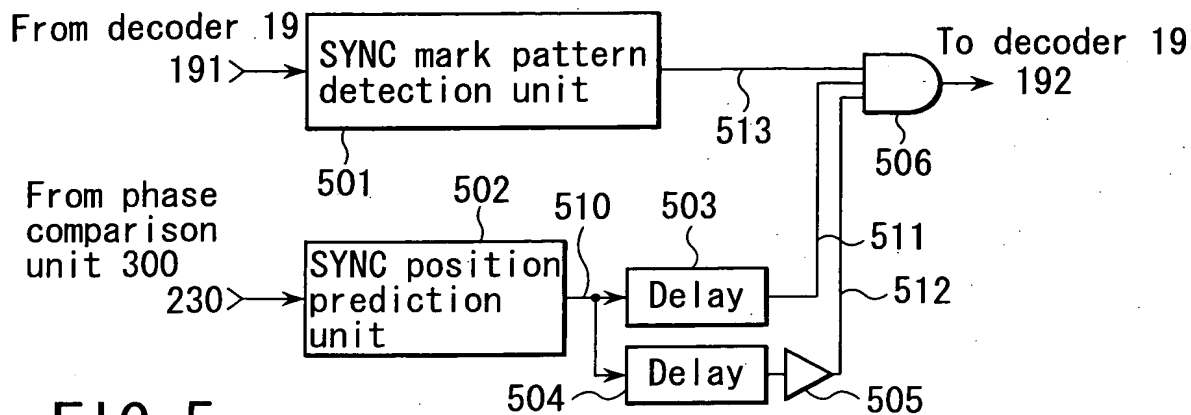 From decoder 19
191
SYNC mark pattern
detection unit
501
513
To decoder 19
192
506
From phase
comparison
unit 300
230
SYNC position
prediction
unit
502
510
503
Delay
511
512
504
Delay
505
FIG.5